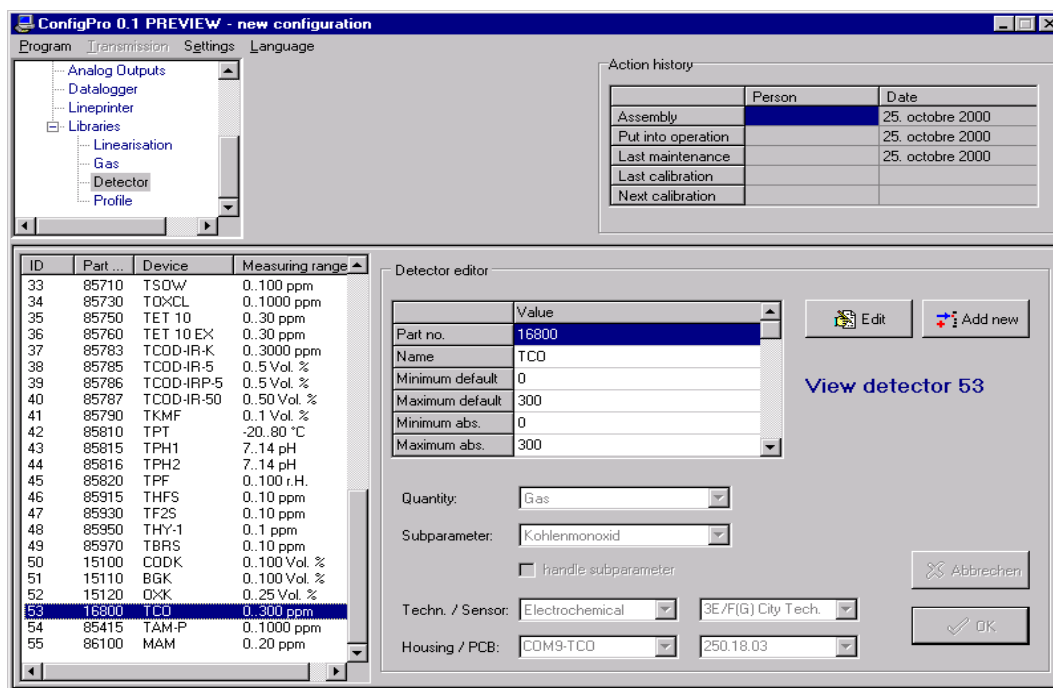 ConfigPro 0.1 PREVIEW - new configuration
Program Transmission Settings Language
Analog Outputs
Datalogger
Lineprinter
Libraries
Linearisation
Gas
Detector
Profile
Action history
Person Date
Assembly 25. octobre 2000
Put into operation 25. octobre 2000
Last maintenance 25. octobre 2000
Last calibration
Next calibration
ID Part ... Device Measuring range
33 85710 TSOW 0..100 ppm
34 85730 TOXCL 0..1000 ppm
35 85750 TET 10 0..30 ppm
36 85760 TET 10 EX 0..30 ppm
37 85783 TCOD-IR-K 0..3000 ppm
38 85785 TCOD-IR-5 0..5 Vol. %
39 85786 TCOD-IRP-5 0..5 Vol. %
40 85787 TCOD-IR-50 0..50 Vol. %
41 85790 TKMF 0..1 Vol. %
42 85810 TPT -20..80 °C
43 85815 TPH1 7..14 pH
44 85816 TPH2 7..14 pH
45 85820 TPF 0..100 r.H.
46 85915 THFS 0..10 ppm
47 85930 TF2S 0..10 ppm
48 85950 THY-1 0..1 ppm
49 85970 TBRS 0..10 ppm
50 15100 CODK 0..100 Vol. %
51 15110 BGK 0..100 Vol. %
52 15120 OXK 0..25 Vol. %
53 16800 TCO 0..300 ppm
54 85415 TAM-P 0..1000 ppm
55 86100 MAM 0..20 ppm
Detector editor
Value
Part no. 16800
Name TCO
Minimum default 0
Maximum default 300
Minimum abs. 0
Maximum abs. 300
Edit Add new
View detector 53
Quantity: Gas
Subparameter: Kohlenmonoxid
handle subparameter
Techn. / Sensor: Electrochemical 3E/F(G) City Tech.
Housing / PCB: COM9-TCO 250.18.03
Abbrechen
OK